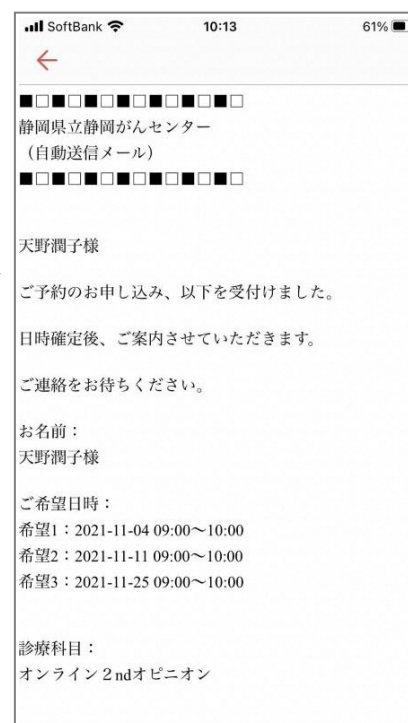 SoftBank 10:13 61%
■□■□■□■□■□■□■□
静岡県立静岡がんセンター
（自動送信メール）
■□■□■□■□■□■□■□
天野潤子様
ご予約のお申し込み、以下を受付けました。
日時確定後、ご案内させていただきます。
ご連絡をお待ちください。
お名前：
天野潤子様
ご希望日時：
希望1：2021-11-04 09:00～10:00
希望2：2021-11-11 09:00～10:00
希望3：2021-11-25 09:00～10:00
診療科目：
オンライン２ndオピニオン